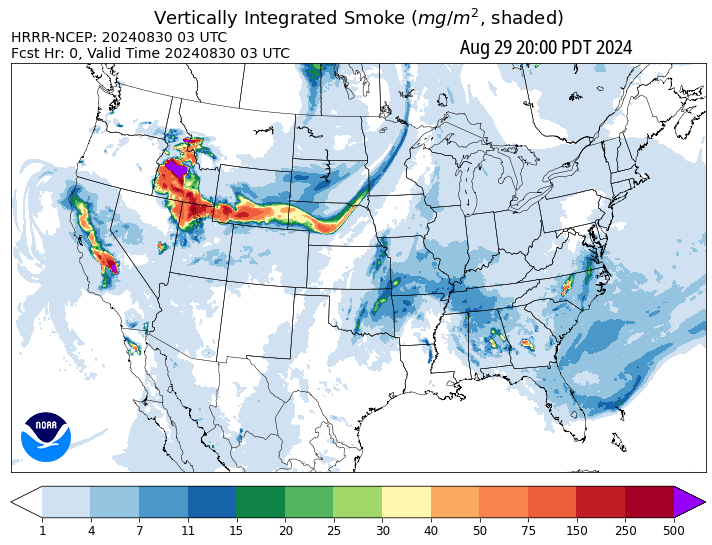 Vertically Integrated Smoke (mg/m², shaded)
HRRR-NCEP: 20240830 03 UTC
Fcst Hr: 0, Valid Time 20240830 03 UTC
Aug 29 20:00 PDT 2024
NOAA
1 4 7 11 15 20 25 30 40 50 75 150 250 500